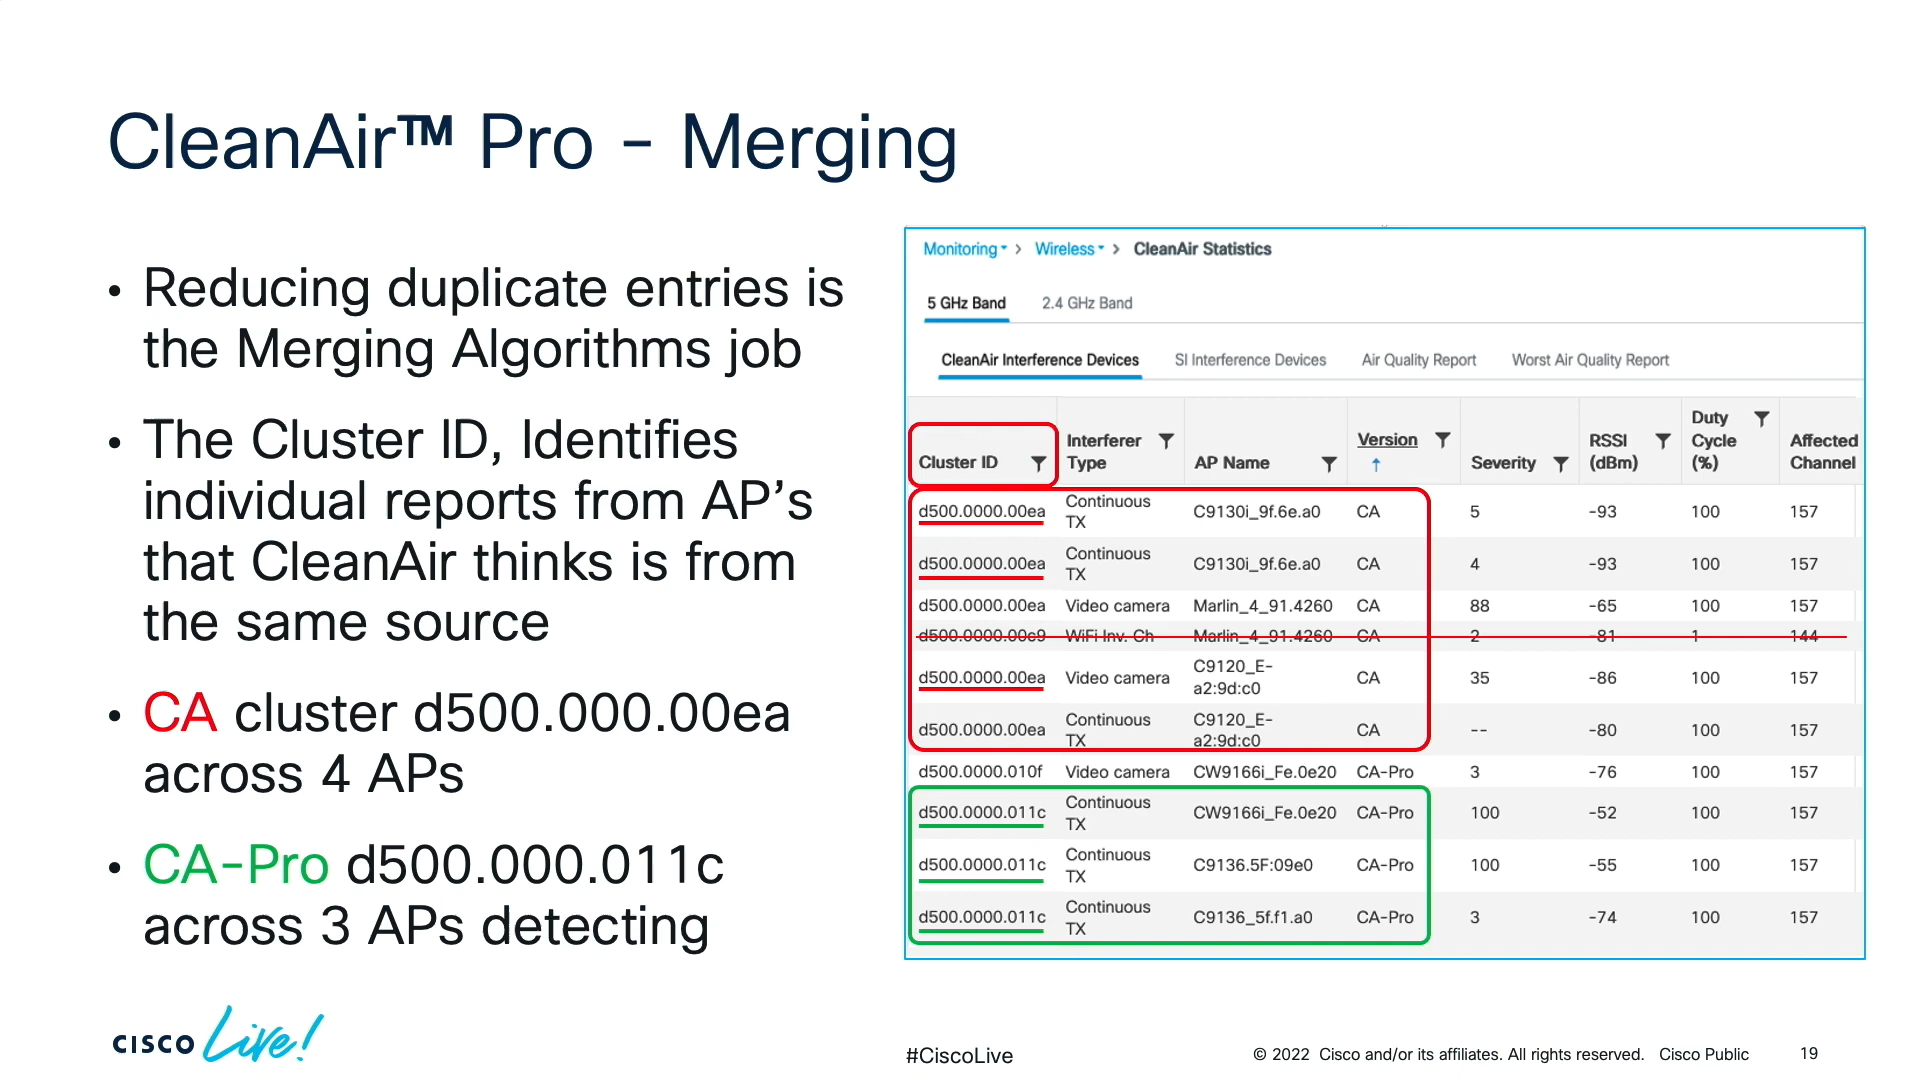 CleanAir™ Pro - Merging
• Reducing duplicate entries is
the Merging Algorithms job
• The Cluster ID, Identifies
individual reports from AP's
that CleanAir thinks is from
the same source
• CA cluster d500.000.00ea
across 4 APs
• CA-Pro d500.000.011c
across 3 APs detecting
Monitoring > Wireless > CleanAir Statistics
5 GHz Band 2.4 GHz Band
CleanAir Interference Devices SI Interference Devices Air Quality Report Worst Air Quality Report
Cluster ID Interferer Type AP Name Version Severity RSSI (dBm) Duty Cycle (%) Affected Channel
d500.0000.00ea Continuous TX C9130i_9f.6e.a0 CA 5 -93 100 157
d500.0000.00ea Continuous TX C9130i_9f.6e.a0 CA 4 -93 100 157
d500.0000.00ea Video camera Marlin_4_91.4260 CA 88 -65 100 157
d500.0000.00c9 WiFi Inv. Ch Marlin_4_91.4260 CA 2 -81 1 144
d500.0000.00ea Video camera C9120_E-a2:9d:c0 CA 35 -86 100 157
d500.0000.00ea Continuous TX C9120_E-a2:9d:c0 CA -- -80 100 157
d500.0000.010f Video camera CW9166i_Fe.0e20 CA-Pro 3 -76 100 157
d500.0000.011c Continuous TX CW9166i_Fe.0e20 CA-Pro 100 -52 100 157
d500.0000.011c Continuous TX C9136.5F:09e0 CA-Pro 100 -55 100 157
d500.0000.011c Continuous TX C9136_5f.f1.a0 CA-Pro 3 -74 100 157
CISCO Live!
#CiscoLive
© 2022 Cisco and/or its affiliates. All rights reserved. Cisco Public
19